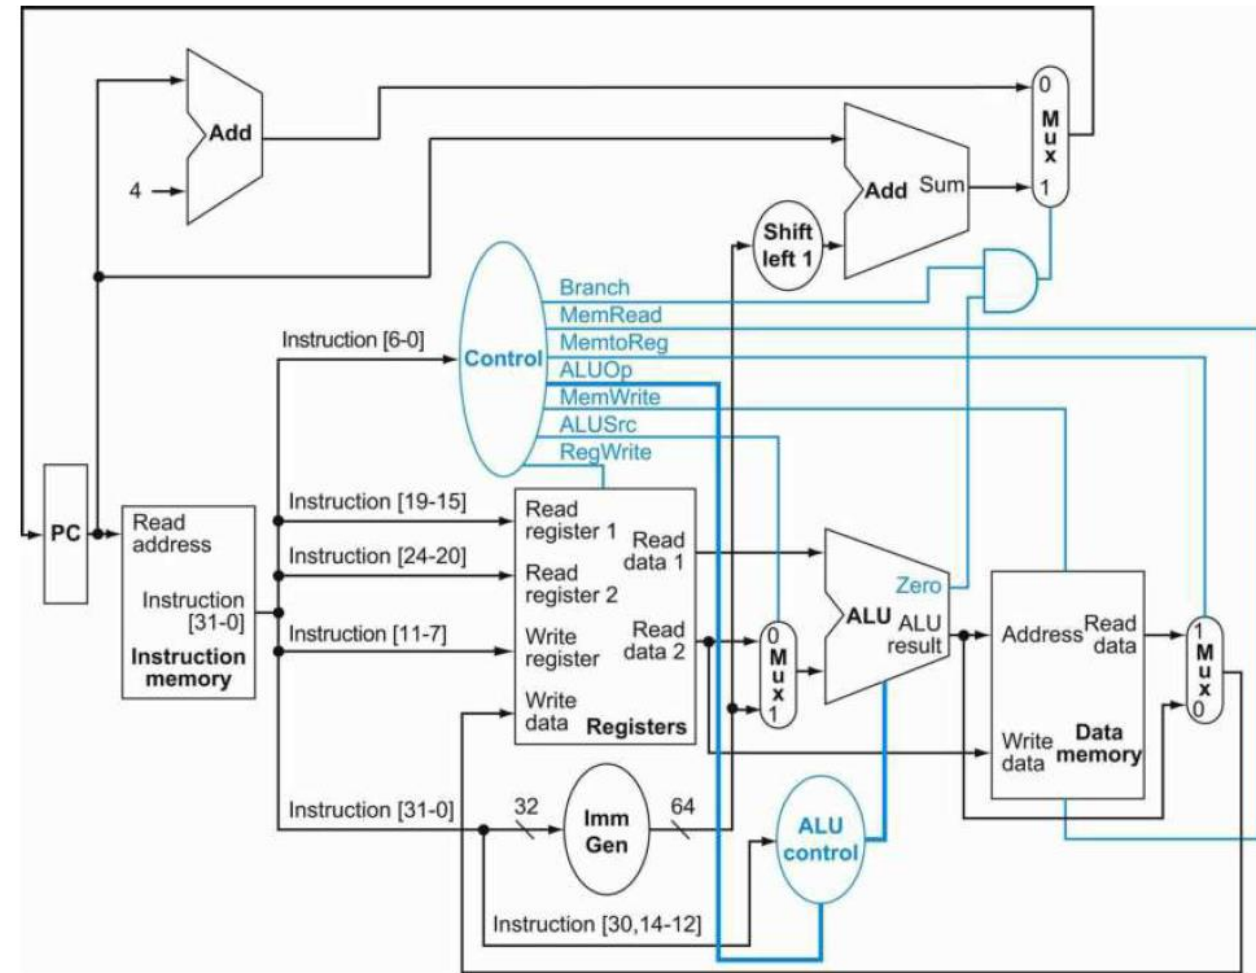 0
M
u
x
1
Add
4
Add Sum
Shift
left 1
Branch
MemRead
MemtoReg
ALUOp
MemWrite
ALUSrc
RegWrite
Instruction [6-0]
Control
PC
Read
address
Instruction
[31-0]
Instruction
memory
Instruction [19-15]
Instruction [24-20]
Instruction [11-7]
Read
register 1
Read
register 2
Write
register
Write
data
Read
data 1
Read
data 2
Registers
0
M
u
x
1
Zero
ALU
ALU
result
Address
Read
data
Write
data
Data
memory
1
M
u
x
0
Instruction [31-0]
32
Imm
Gen
64
ALU
control
Instruction [30,14-12]